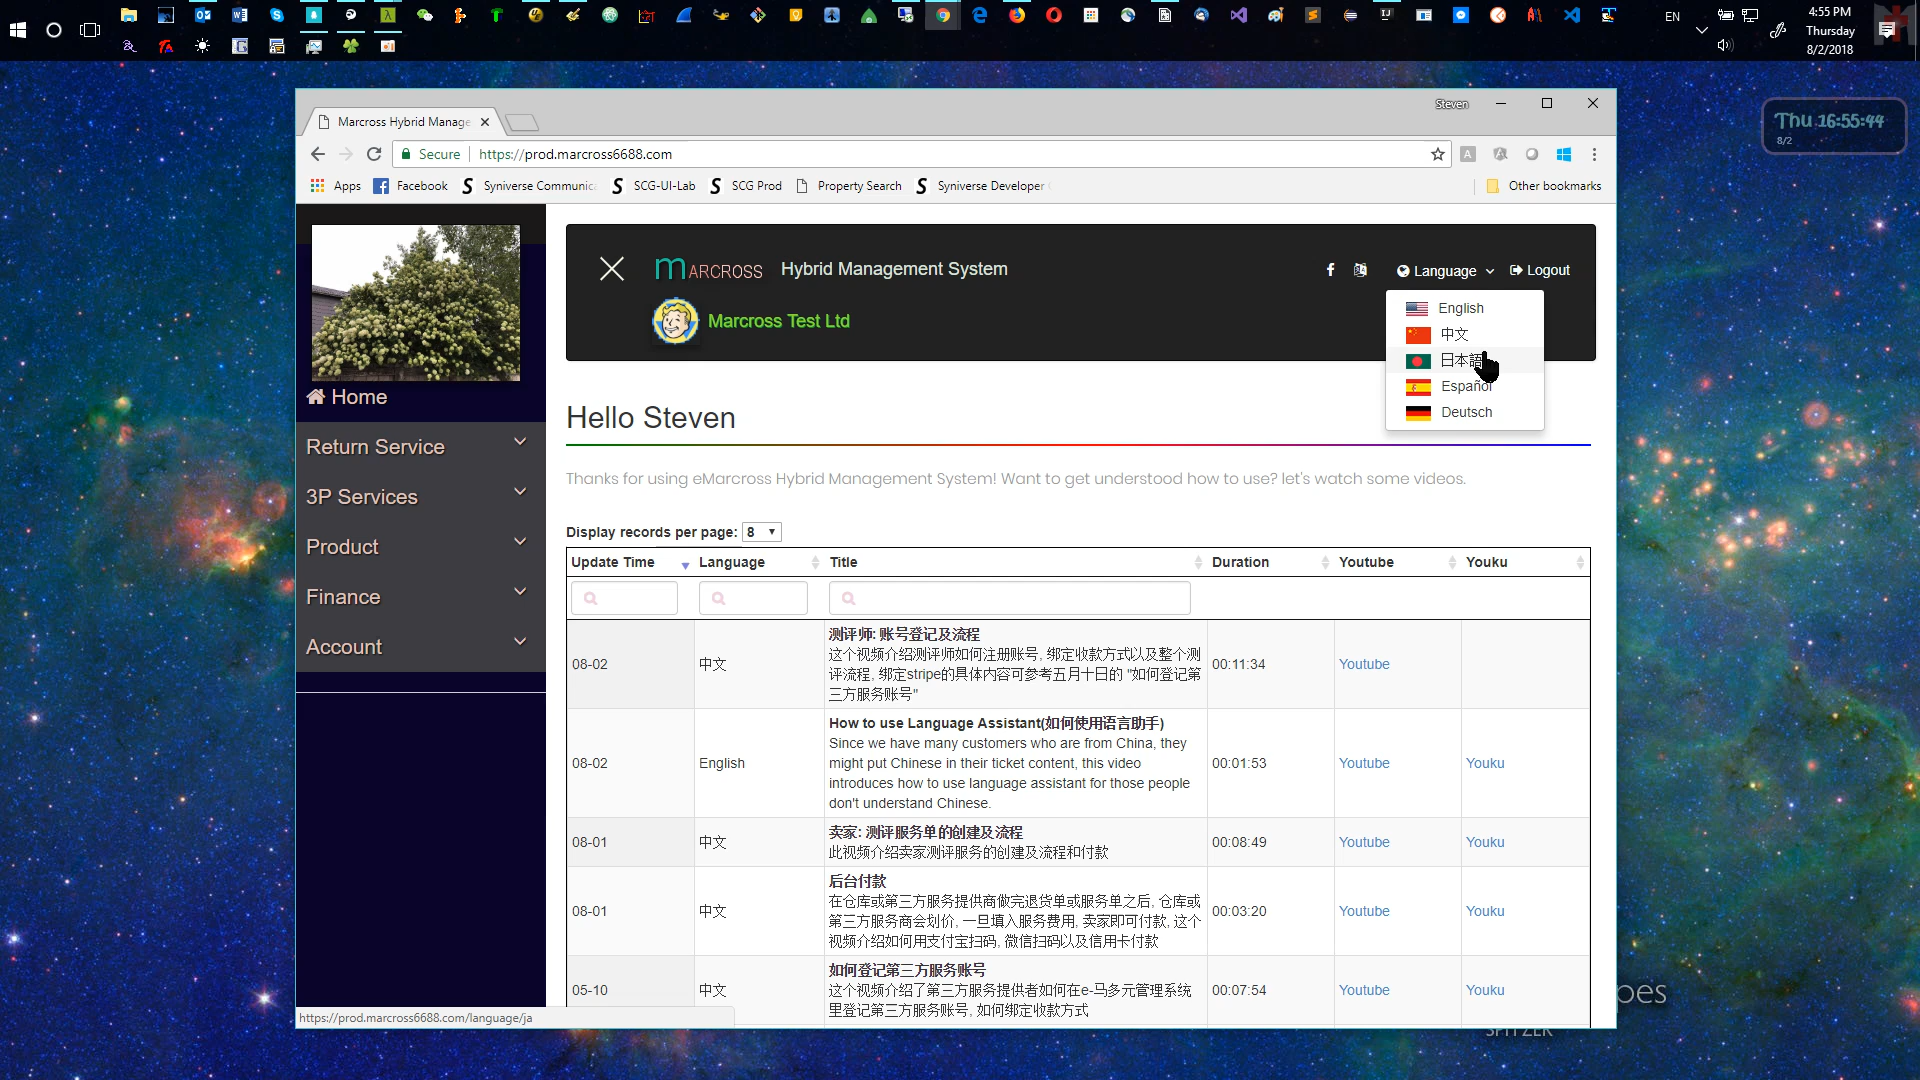 EN
4:55 PM
Thursday
8/2/2018
Steven
Marcross Hybrid Manage
Thu 16:55:44
8/2
Secure
https://prod.marcross6688.com
Apps
Facebook
Syniverse Communic
SCG-UI-Lab
SCG Prod
Property Search
Syniverse Developer
Other bookmarks
mARCROSS
Hybrid Management System
Language
Logout
Marcross Test Ltd
English
中文
日本語
Español
Deutsch
Home
Return Service
3P Services
Product
Finance
Account
Hello Steven
Thanks for using eMarcross Hybrid Management System! Want to get understood how to use? let's watch some videos.
Display records per page: 8
Update Time Language Title Duration Youtube Youku
测评师: 账号登记及流程
这个视频介绍测评师如何注册账号, 绑定收款方式以及整个测
评流程, 绑定stripe的具体内容可参考五月十日的 "如何登记第
三方服务账号"
08-02 中文 00:11:34 Youtube
How to use Language Assistant(如何使用语言助手)
Since we have many customers who are from China, they
might put Chinese in their ticket content, this video
introduces how to use language assistant for those people
don't understand Chinese.
08-02 English 00:01:53 Youtube Youku
卖家: 测评服务单的创建及流程
此视频介绍卖家测评服务的创建及流程和付款
08-01 中文 00:08:49 Youtube Youku
后台付款
在仓库或第三方服务提供商做完退货单或服务单之后, 仓库或
第三方服务商会划价, 一旦填入服务费用, 卖家即可付款, 这个
视频介绍如何用支付宝扫码, 微信扫码以及信用卡付款
08-01 中文 00:03:20 Youtube Youku
如何登记第三方服务账号
这个视频介绍了第三方服务提供者如何在e-马多元管理系统
里登记第三方服务账号, 如何绑定收款方式
05-10 中文 00:07:54 Youtube Youku
https://prod.marcross6688.com/language/ja
pes
SPITZER